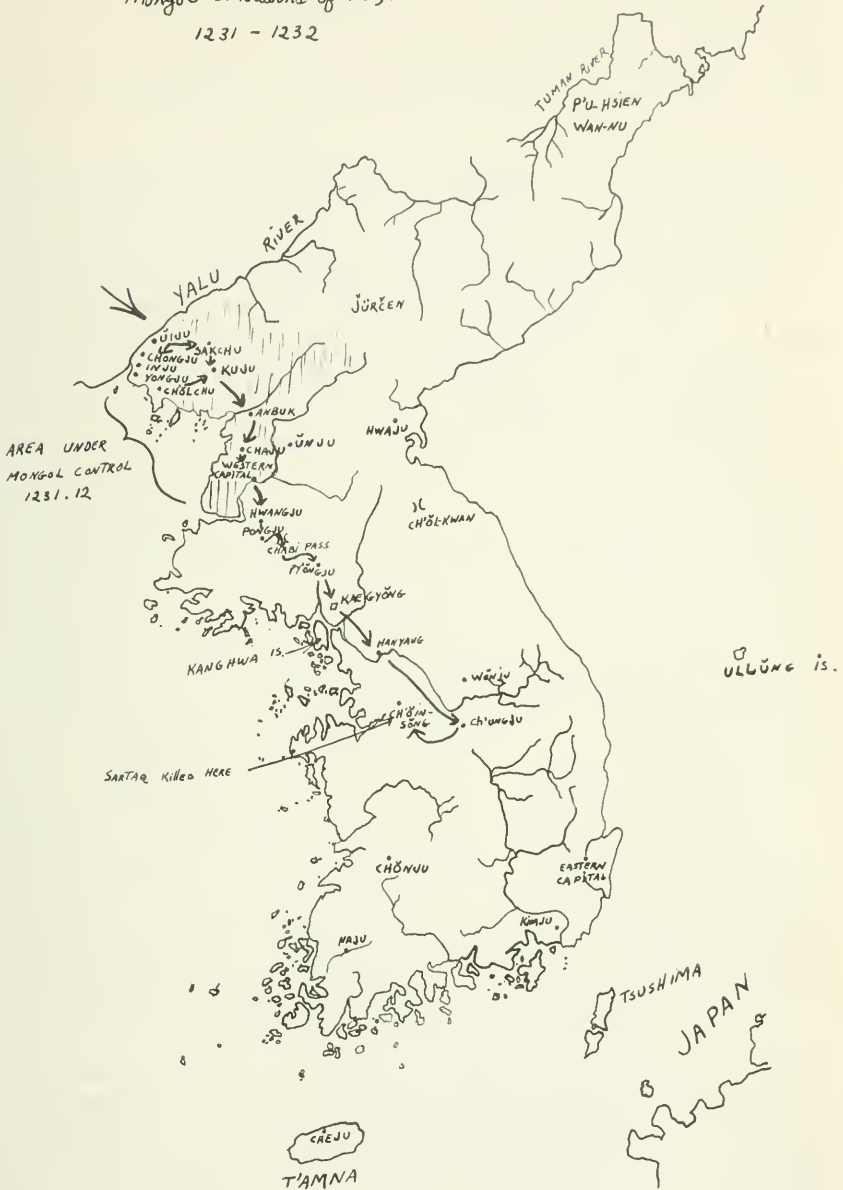 1231 - 1232
TUMAN RIVER
P'U-HSIEN
WAN-NU
YALU RIVER
JÜRČEN
ŬIJU
CHŎNGJU
SAKCHU
INJU
YONGJU
KUJU
CHŎLCHU
ANBUK
AREA UNDER
MONGOL CONTROL
1231.12
CHAJU
ŬNJU
HWAJU
WESTERN
CAPITAL
HWANGJU
PONGJU
CH'ŎL-KWAN
CHABI PASS
P'YŎNGJU
KAEGYŎNG
KANGHWA IS.
HANYANG
WŎNJU
ULLŬNG is.
CH'ŎIN-
SŎNG
Ch'UNGJU
SARTAQ Killed HERE
CHŎNJU
EASTERN
CAPITAL
KIMJU
NAJU
TSUSHIMA
JAPAN
CHEJU
T'AMNA